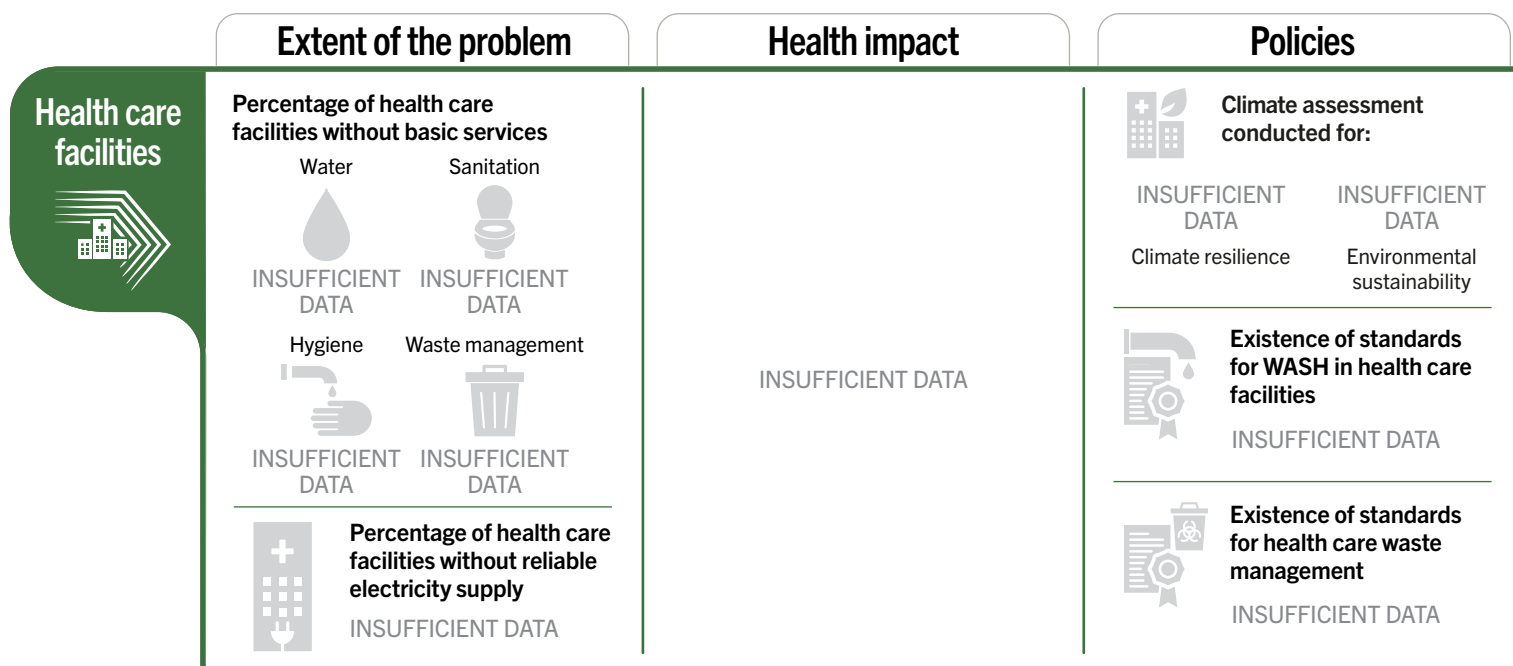 Extent of the problem
Health impact
Policies
Health care
facilities
Percentage of health care
facilities without basic services
Water
Sanitation
INSUFFICIENT
DATA
INSUFFICIENT
DATA
Hygiene
Waste management
INSUFFICIENT
DATA
INSUFFICIENT
DATA
Percentage of health care
facilities without reliable
electricity supply
INSUFFICIENT DATA
INSUFFICIENT DATA
Climate assessment
conducted for:
INSUFFICIENT
DATA
Climate resilience
INSUFFICIENT
DATA
Environmental
sustainability
Existence of standards
for WASH in health care
facilities
INSUFFICIENT DATA
Existence of standards
for health care waste
management
INSUFFICIENT DATA